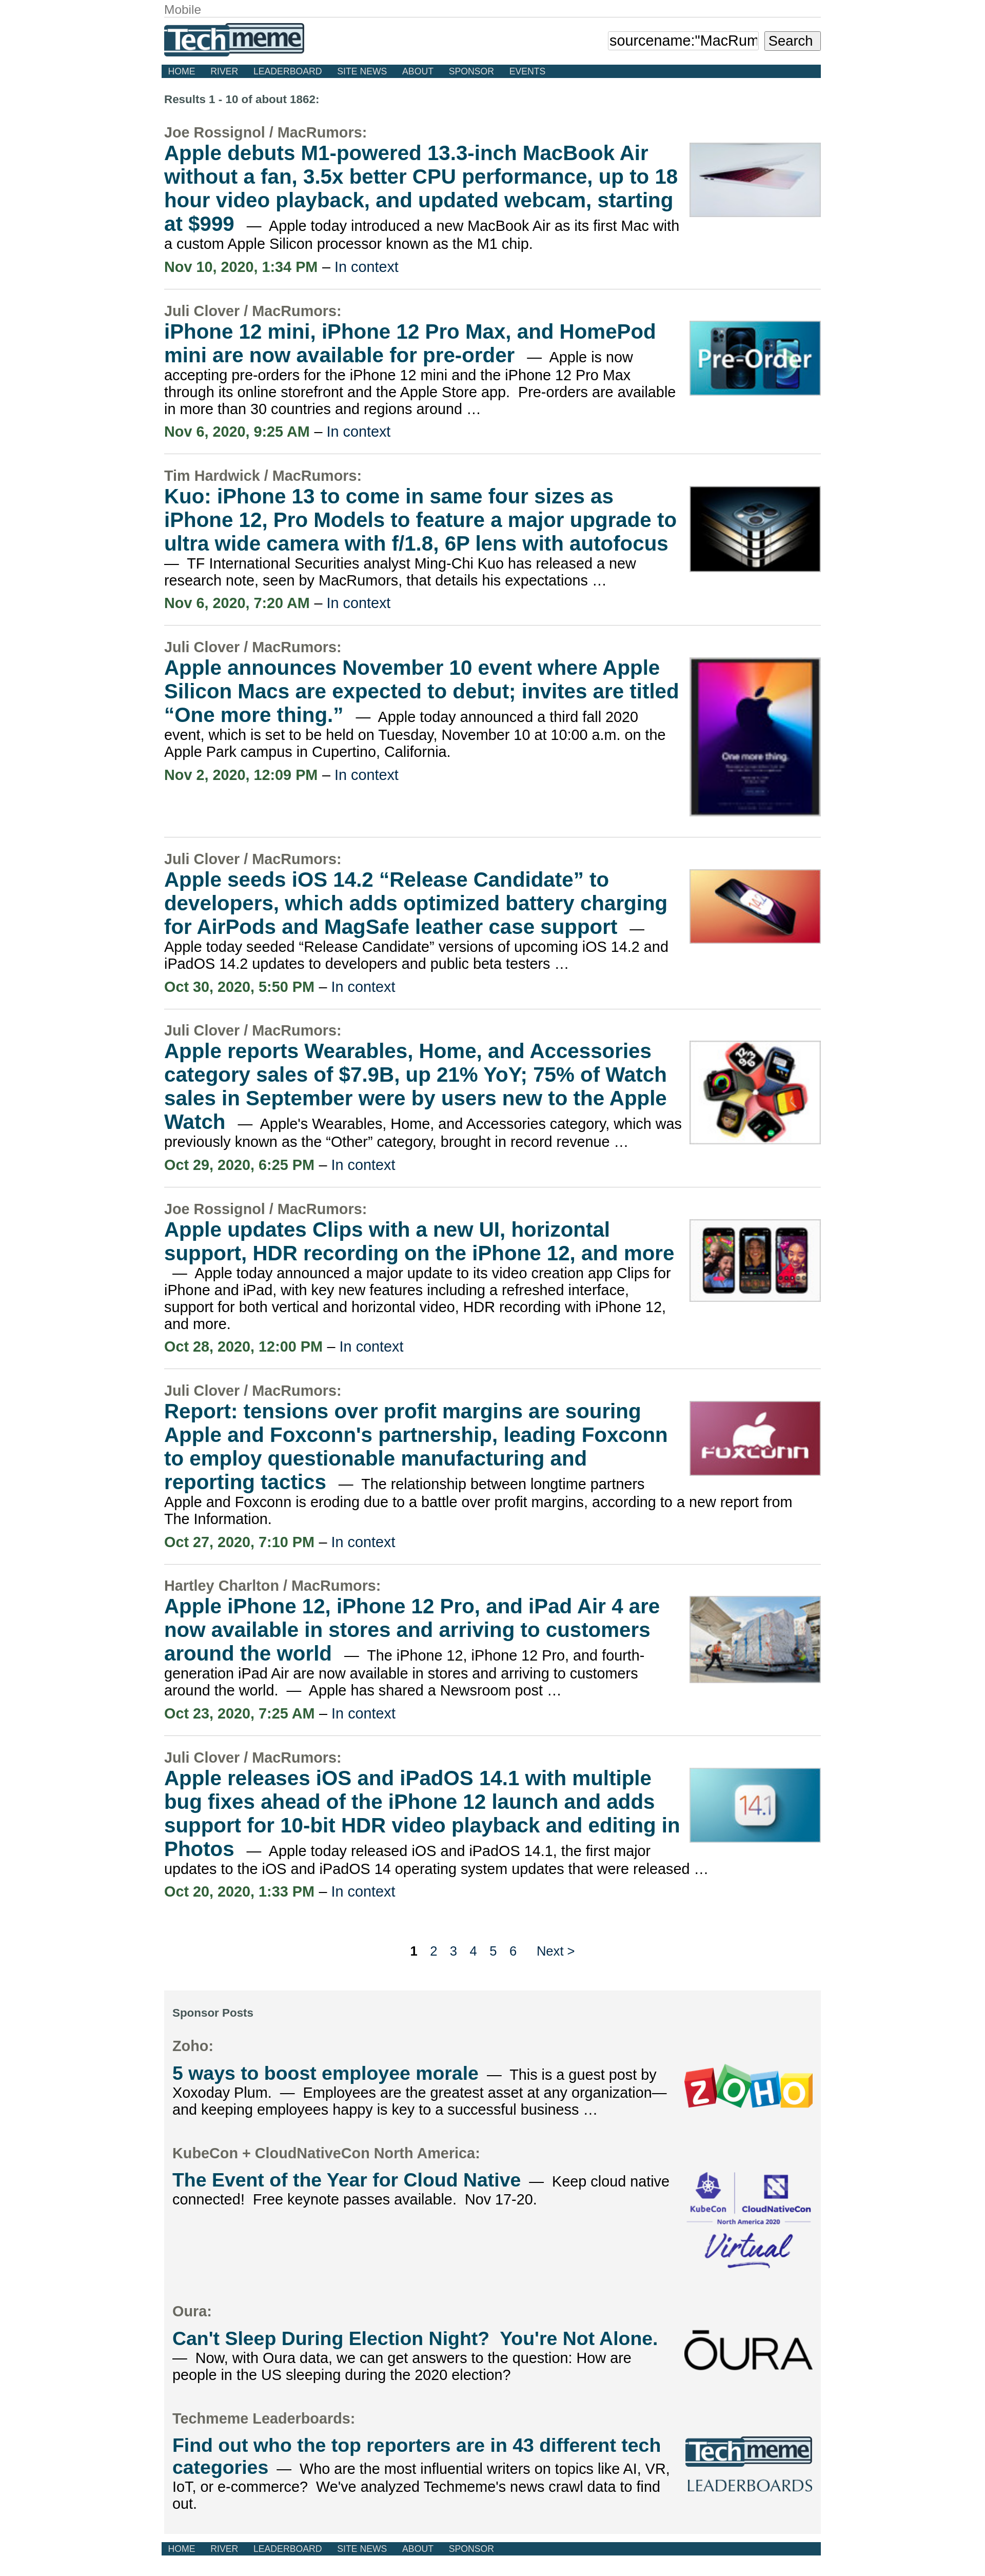 Mobile
Techmeme
sourcename:"MacRum
Search
HOME RIVER LEADERBOARD SITE NEWS ABOUT SPONSOR EVENTS
Results 1 - 10 of about 1862:
Joe Rossignol / MacRumors:
Apple debuts M1-powered 13.3-inch MacBook Air
without a fan, 3.5x better CPU performance, up to 18
hour video playback, and updated webcam, starting
at $999 — Apple today introduced a new MacBook Air as its first Mac with
a custom Apple Silicon processor known as the M1 chip.
Nov 10, 2020, 1:34 PM – In context
Juli Clover / MacRumors:
iPhone 12 mini, iPhone 12 Pro Max, and HomePod
mini are now available for pre-order — Apple is now
accepting pre-orders for the iPhone 12 mini and the iPhone 12 Pro Max
through its online storefront and the Apple Store app. Pre-orders are available
in more than 30 countries and regions around …
Pre-Order
Nov 6, 2020, 9:25 AM – In context
Tim Hardwick / MacRumors:
Kuo: iPhone 13 to come in same four sizes as
iPhone 12, Pro Models to feature a major upgrade to
ultra wide camera with f/1.8, 6P lens with autofocus
— TF International Securities analyst Ming-Chi Kuo has released a new
research note, seen by MacRumors, that details his expectations …
Nov 6, 2020, 7:20 AM – In context
Juli Clover / MacRumors:
Apple announces November 10 event where Apple
Silicon Macs are expected to debut; invites are titled
“One more thing.” — Apple today announced a third fall 2020
event, which is set to be held on Tuesday, November 10 at 10:00 a.m. on the
Apple Park campus in Cupertino, California.
One more thing.
Nov 2, 2020, 12:09 PM – In context
Juli Clover / MacRumors:
Apple seeds iOS 14.2 “Release Candidate” to
developers, which adds optimized battery charging
for AirPods and MagSafe leather case support —
Apple today seeded “Release Candidate” versions of upcoming iOS 14.2 and
iPadOS 14.2 updates to developers and public beta testers …
Oct 30, 2020, 5:50 PM – In context
Juli Clover / MacRumors:
Apple reports Wearables, Home, and Accessories
category sales of $7.9B, up 21% YoY; 75% of Watch
sales in September were by users new to the Apple
Watch — Apple's Wearables, Home, and Accessories category, which was
previously known as the “Other” category, brought in record revenue …
Oct 29, 2020, 6:25 PM – In context
Joe Rossignol / MacRumors:
Apple updates Clips with a new UI, horizontal
support, HDR recording on the iPhone 12, and more
— Apple today announced a major update to its video creation app Clips for
iPhone and iPad, with key new features including a refreshed interface,
support for both vertical and horizontal video, HDR recording with iPhone 12,
and more.
Oct 28, 2020, 12:00 PM – In context
Juli Clover / MacRumors:
Report: tensions over profit margins are souring
Apple and Foxconn's partnership, leading Foxconn
to employ questionable manufacturing and
reporting tactics — The relationship between longtime partners
Apple and Foxconn is eroding due to a battle over profit margins, according to a new report from
The Information.
FOXCONN
Oct 27, 2020, 7:10 PM – In context
Hartley Charlton / MacRumors:
Apple iPhone 12, iPhone 12 Pro, and iPad Air 4 are
now available in stores and arriving to customers
around the world — The iPhone 12, iPhone 12 Pro, and fourth-
generation iPad Air are now available in stores and arriving to customers
around the world. — Apple has shared a Newsroom post …
Oct 23, 2020, 7:25 AM – In context
Juli Clover / MacRumors:
Apple releases iOS and iPadOS 14.1 with multiple
bug fixes ahead of the iPhone 12 launch and adds
support for 10-bit HDR video playback and editing in
Photos — Apple today released iOS and iPadOS 14.1, the first major
updates to the iOS and iPadOS 14 operating system updates that were released …
14.1
Oct 20, 2020, 1:33 PM – In context
1 2 3 4 5 6 Next >
Sponsor Posts
Zoho:
5 ways to boost employee morale — This is a guest post by
Xoxoday Plum. — Employees are the greatest asset at any organization—
and keeping employees happy is key to a successful business …
ZOHO
KubeCon + CloudNativeCon North America:
The Event of the Year for Cloud Native — Keep cloud native
connected! Free keynote passes available. Nov 17-20.
KubeCon CloudNativeCon
North America 2020
Virtual
Oura:
Can't Sleep During Election Night? You're Not Alone.
— Now, with Oura data, we can get answers to the question: How are
people in the US sleeping during the 2020 election?
ŌURA
Techmeme Leaderboards:
Find out who the top reporters are in 43 different tech
categories — Who are the most influential writers on topics like AI, VR,
IoT, or e-commerce? We've analyzed Techmeme's news crawl data to find
out.
Techmeme
LEADERBOARDS
HOME RIVER LEADERBOARD SITE NEWS ABOUT SPONSOR